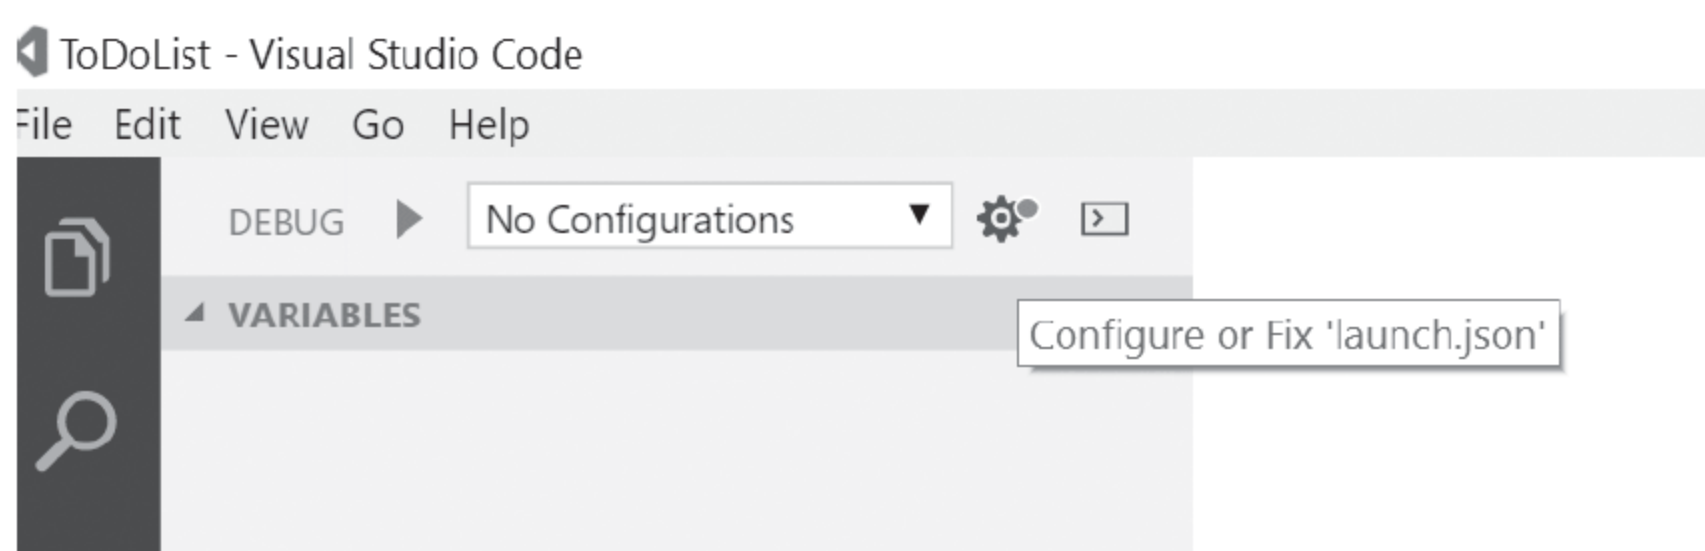 ToDoList - Visual Studio Code
File Edit View Go Help
DEBUG No Configurations
VARIABLES
Configure or Fix 'launch.json'